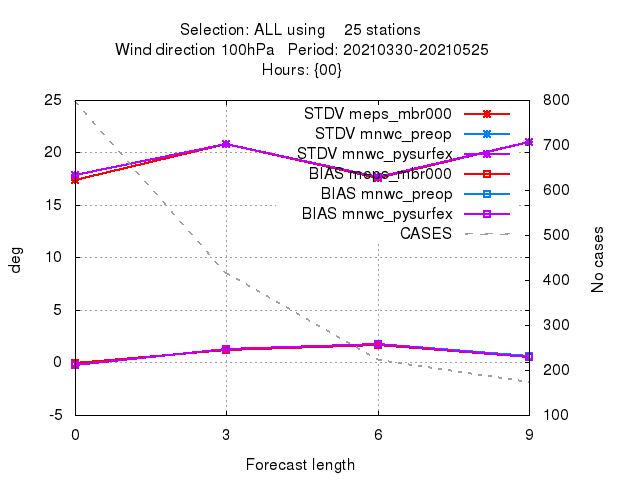 Selection: ALL using 25 stations
Wind direction 100hPa Period: 20210330-20210525
Hours: {00}
25 800
STDV meps_mbr000
STDV mnwc_preop
20 STDV mnwc_pysurfex 700
BIAS meps_mbr000
600
BIAS mnwc_preop
15 BIAS mnwc_pysurfex
CASES 500
deg 10 No cases
400
5 300
0 200
-5 100
0 3 6 9
Forecast length